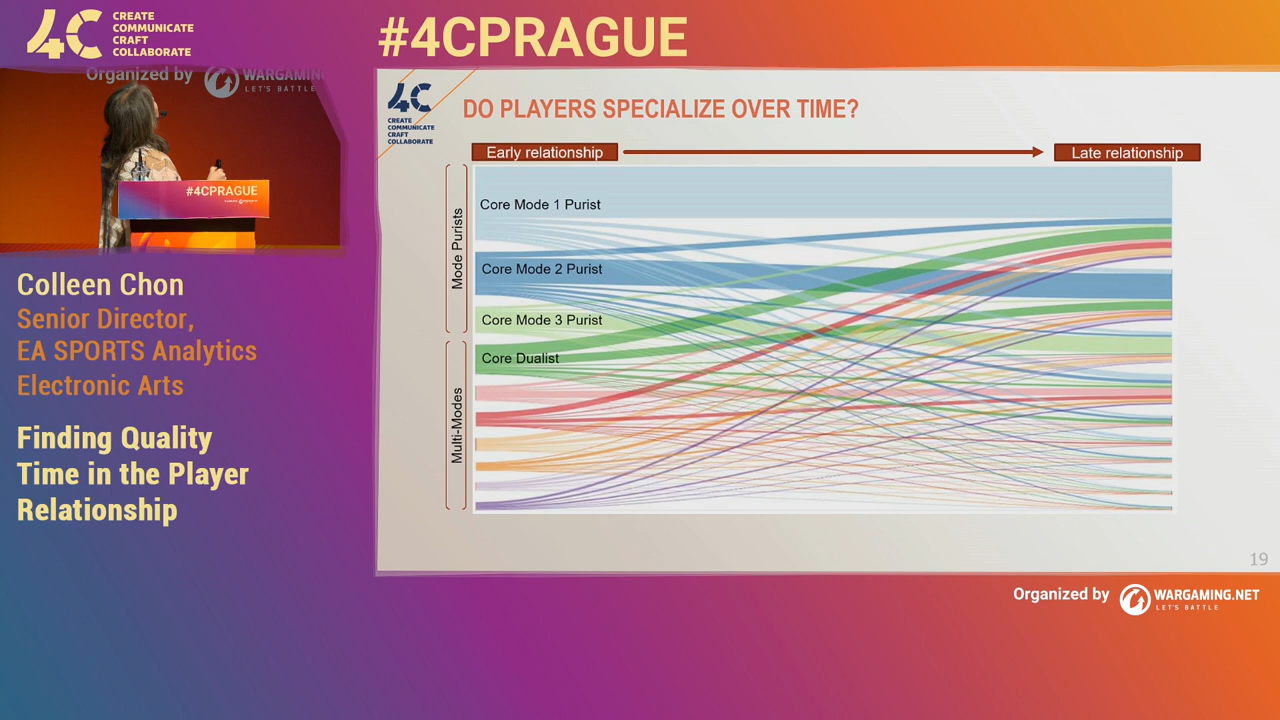 4C
CREATE
COMMUNICATE
CRAFT
COLLABORATE
#4CPRAGUE
Organized by
WARGAMIN
LET'S BATTLE
#4CPRAGUE
4C
CREATE
COMMUNICATE
CRAFT
COLLABORATE
DO PLAYERS SPECIALIZE OVER TIME?
Early relationship
Late relationship
Mode Purists
Core Mode 1 Purist
Core Mode 2 Purist
Core Mode 3 Purist
Multi-Modes
Core Dualist
19
Colleen Chon
Senior Director,
EA SPORTS Analytics
Electronic Arts
Finding Quality
Time in the Player
Relationship
Organized by
WARGAMING.NET
LET'S BATTLE